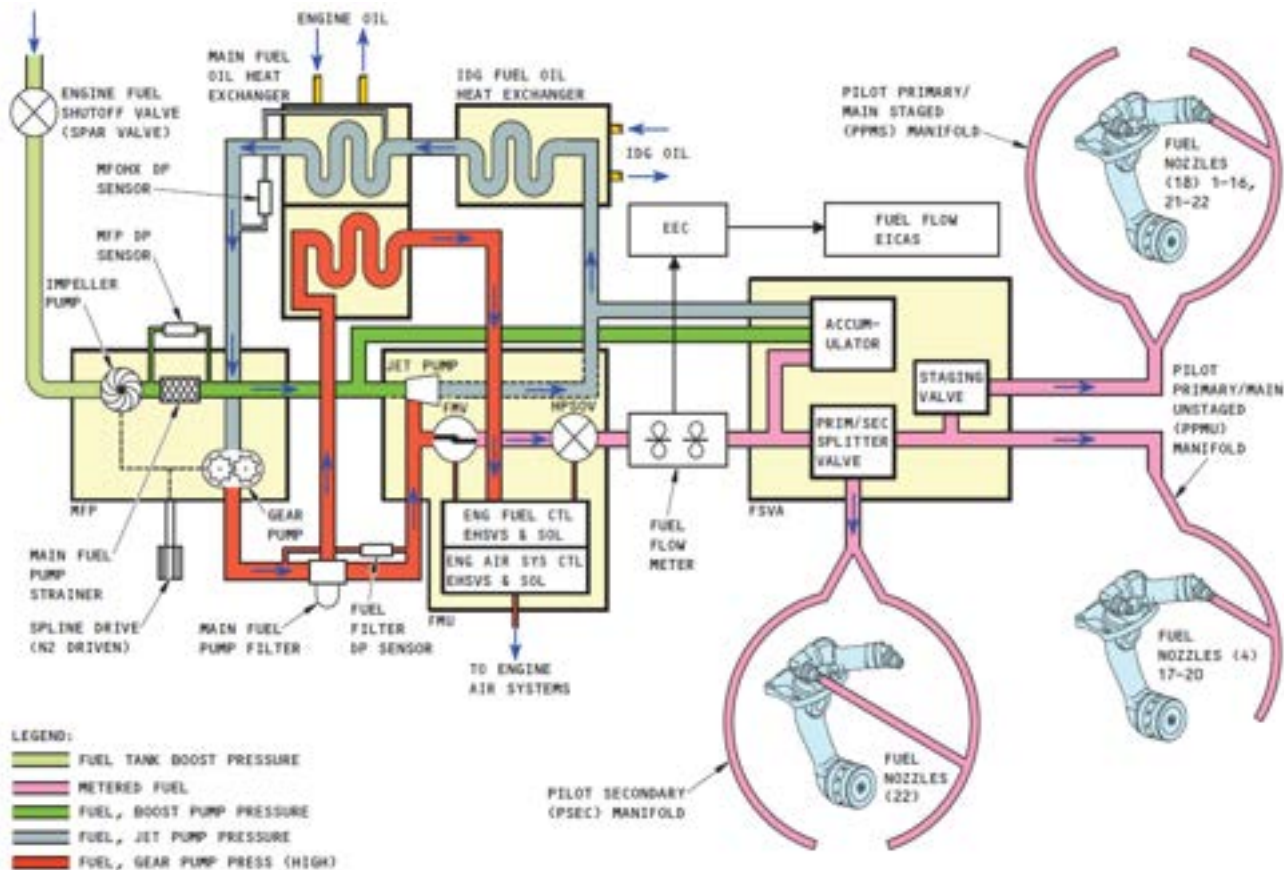 ENGINE OIL
MAIN FUEL
OIL HEAT
EXCHANGER
IDG FUEL OIL
HEAT EXCHANGER
ENGINE FUEL
SHUTOFF VALVE
(SPAR VALVE)
PILOT PRIMARY/
MAIN STAGED
(PPMS) MANIFOLD
FUEL
NOZZLES
(18) 1-16,
21-22
IDG OIL
MFOHX DP
SENSOR
EEC
FUEL FLOW
EICAS
MFP DP
SENSOR
IMPELLER
PUMP
ACCUM-
ULATOR
JET PUMP
STAGING
VALVE
PILOT
PRIMARY/MAIN
UNSTAGED
(PPMU)
MANIFOLD
FMV
HPSOV
PRIM/SEC
SPLITTER
VALVE
MFP
GEAR
PUMP
ENG FUEL CTL
EHSVS & SOL
ENG AIR SYS CTL
EHSVS & SOL
FUEL
FLOW
METER
FSVA
MAIN FUEL
PUMP
STRAINER
SPLINE DRIVE
(N2 DRIVEN)
MAIN FUEL
PUMP FILTER
FUEL
FILTER
DP SENSOR
FMU
TO ENGINE
AIR SYSTEMS
FUEL
NOZZLES (4)
17-20
LEGEND:
FUEL TANK BOOST PRESSURE
METERED FUEL
FUEL, BOOST PUMP PRESSURE
FUEL, JET PUMP PRESSURE
FUEL, GEAR PUMP PRESS (HIGH)
PILOT SECONDARY
(PSEC) MANIFOLD
FUEL
NOZZLES
(22)